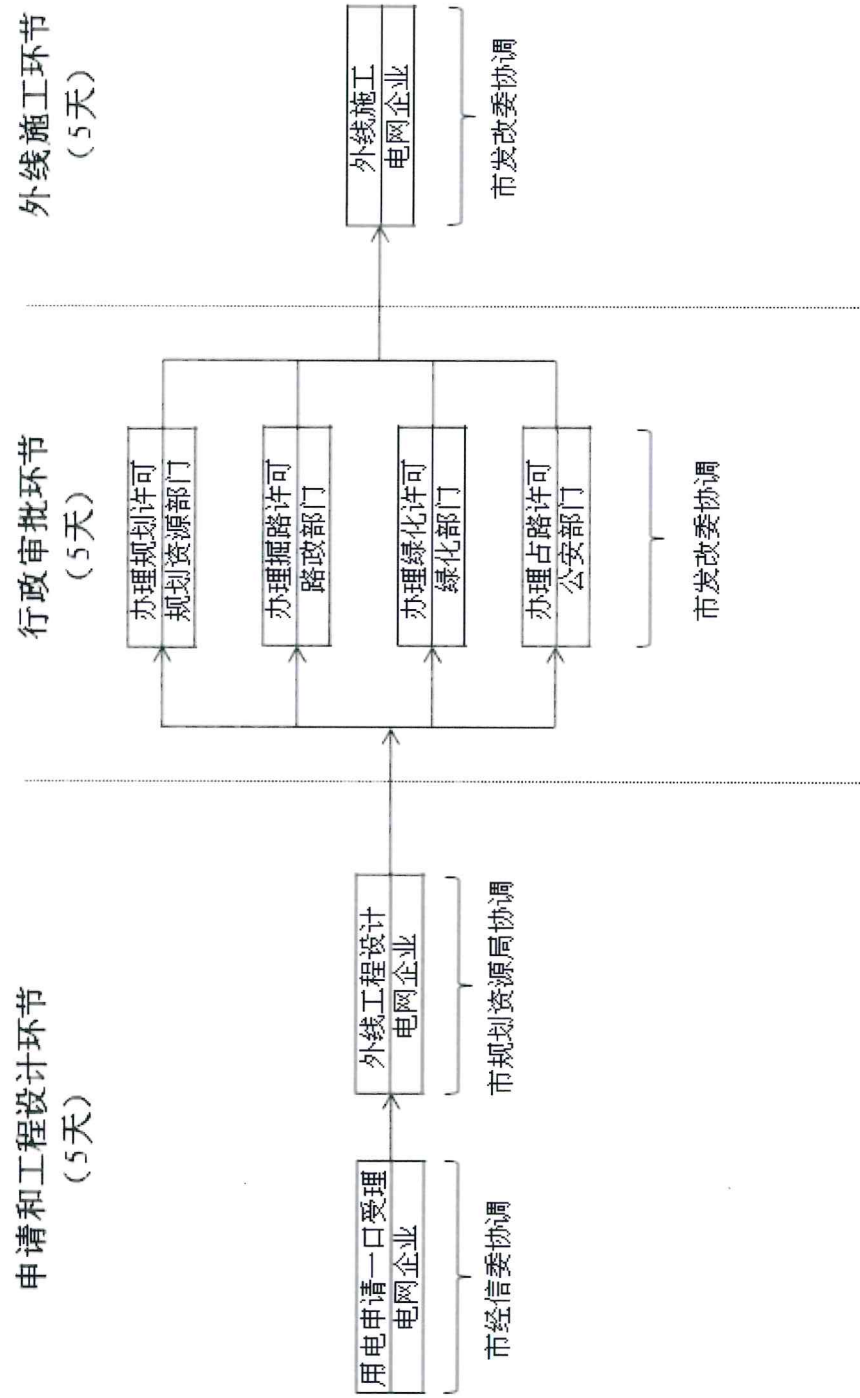 申请和工程设计环节
（5天）
用电申请一口受理
电网企业
市经信委协调
外线工程设计
电网企业
市规划资源局协调
行政审批环节
（5天）
办理规划许可
规划资源部门
办理掘路许可
路政部门
办理绿化许可
绿化部门
办理占路许可
公安部门
市发改委协调
外线施工环节
（5天）
外线施工
电网企业
市发改委协调